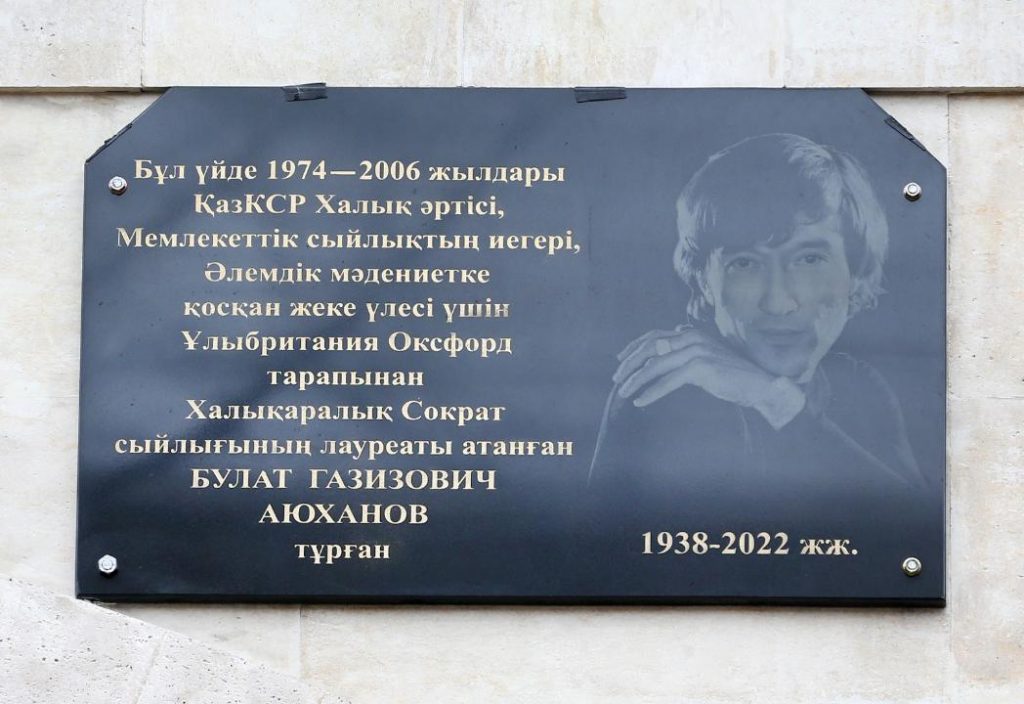 Бұл үйде 1974—2006 жылдары
ҚазКСР Халық әртісі,
Мемлекеттік сыйлықтың иегері,
Әлемдік мәдениетке
қосқан жеке үлесі үшін
Ұлыбритания Оксфорд
тарапынан
Халықаралық Сократ
сыйлығының лауреаты атанған
БУЛАТ ГАЗИЗОВИЧ
АЮХАНОВ
тұрған
1938-2022 жж.